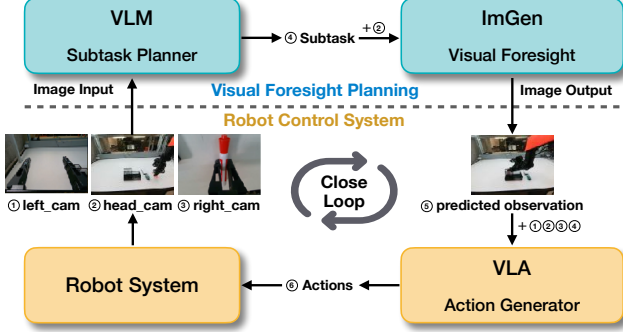 VLM
Subtask Planner
④ Subtask
+②
ImGen
Visual Foresight
Image Input
Visual Foresight Planning
Image Output
Robot Control System
① left_cam
② head_cam
③ right_cam
Close
Loop
⑤ predicted observation
+①②③④
Robot System
⑥ Actions
VLA
Action Generator